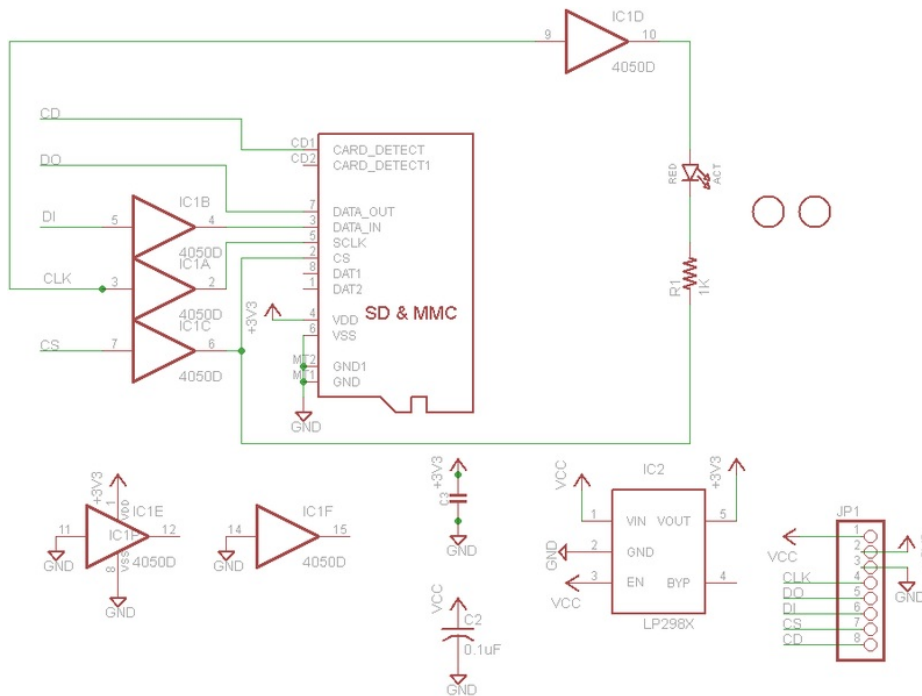 IC1D
9
10
4050D
CD
CD1
CARD_DETECT
CD2
CARD_DETECT1
DO
RED
ACT
IC1B
7
DATA_OUT
DI
5
4
3
DATA_IN
4050D
5
SCLK
CLK
IC1A
2
CS
3
2
8
DAT1
4050D
1
DAT2
R1
1K
IC1C
+3V3
SD & MMC
4
VDD
CS
7
6
6
VSS
4050D
MT2
GND1
MT1
GND
GND
+3V3
1
VDD
IC1E
11
12
IC1P
4050D
VSS
8
GND
GND
IC1F
14
15
4050D
GND
+3V3
C3
GND
VCC
C2
0.1uF
GND
IC2
VCC
+3V3
1
VIN
VOUT
5
GND
2
GND
3
EN
BYP
4
VCC
LP298X
JP1
1
VCC
2
3
GND
CLK
4
DO
5
DI
6
CS
7
CD
8